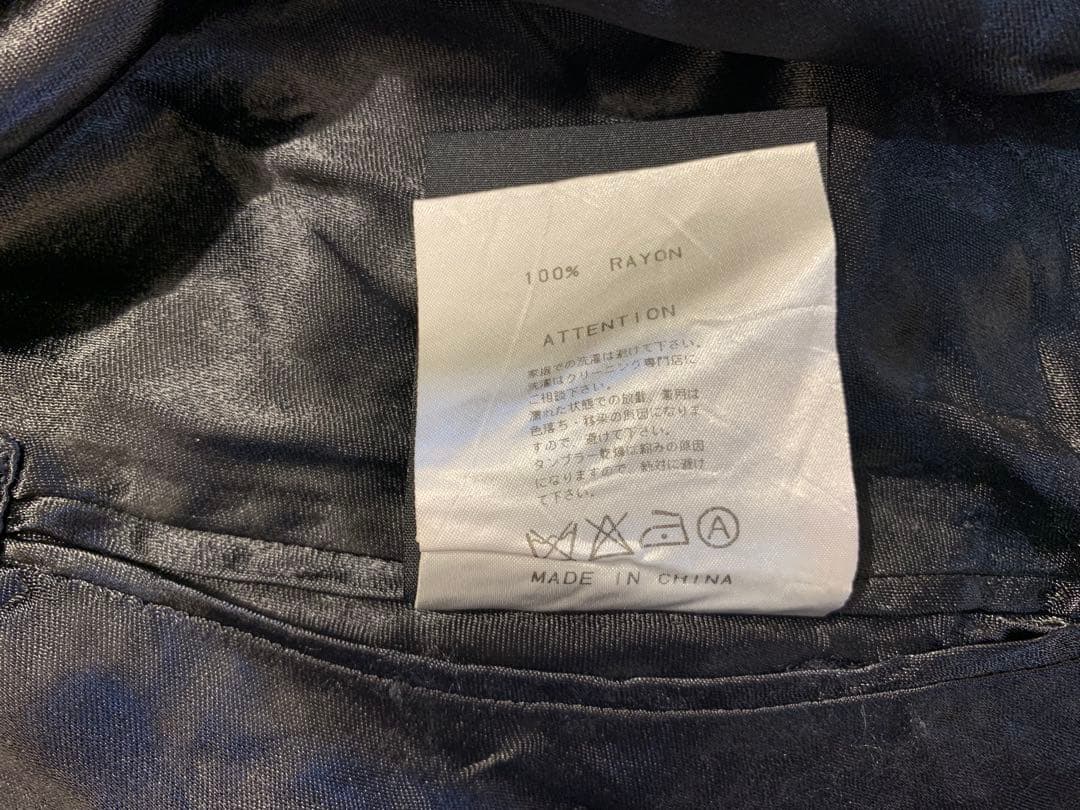 100% RAYON
ATTENTION
家庭での洗濯は避けて下さい。
洗濯はクリーニング専門店に
ご相談下さい。
濡れた状態での放置、着用は
色落ち・移染の原因になりま
すので、避けて下さい。
タンブラー乾燥は縮みの原因
になりますので、絶対に避け
て下さい。
A
MADE IN CHINA